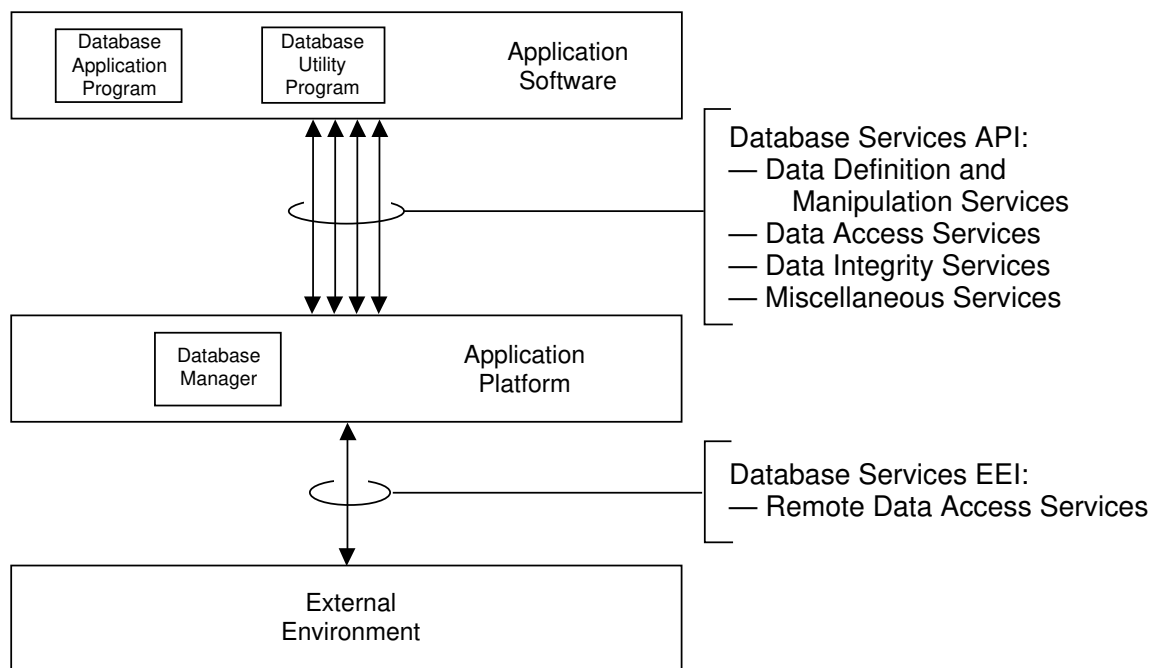 Database
Application
Program
Database
Utility
Program
Application
Software
Database Services API:
— Data Definition and
Manipulation Services
— Data Access Services
— Data Integrity Services
— Miscellaneous Services
Database
Manager
Application
Platform
Database Services EEI:
— Remote Data Access Services
External
Environment